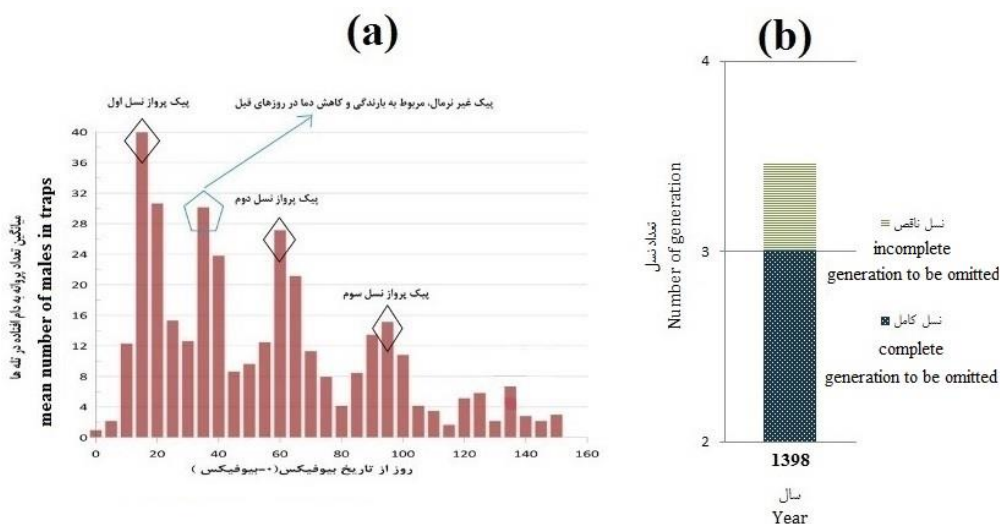 (a)
پیک پرواز نسل اول
پیک غیر نرمال، مربوط به بارندگی و کاهش دما در روزهای قبل
پیک پرواز نسل دوم
پیک پرواز نسل سوم
میانگین تعداد پروانه به دام افتاده در تله ها
mean number of males in traps
40
36
32
28
24
20
16
12
8
4
0
0 20 40 60 80 100 120 140 160
روز از تاریخ بیوفیکس(۰-بیوفیکس )
(b)
تعداد نسل
Number of generation
4
3
2
نسل ناقص
incomplete
generation to be omitted
نسل کامل
complete
generation to be omitted
1398
سال
Year